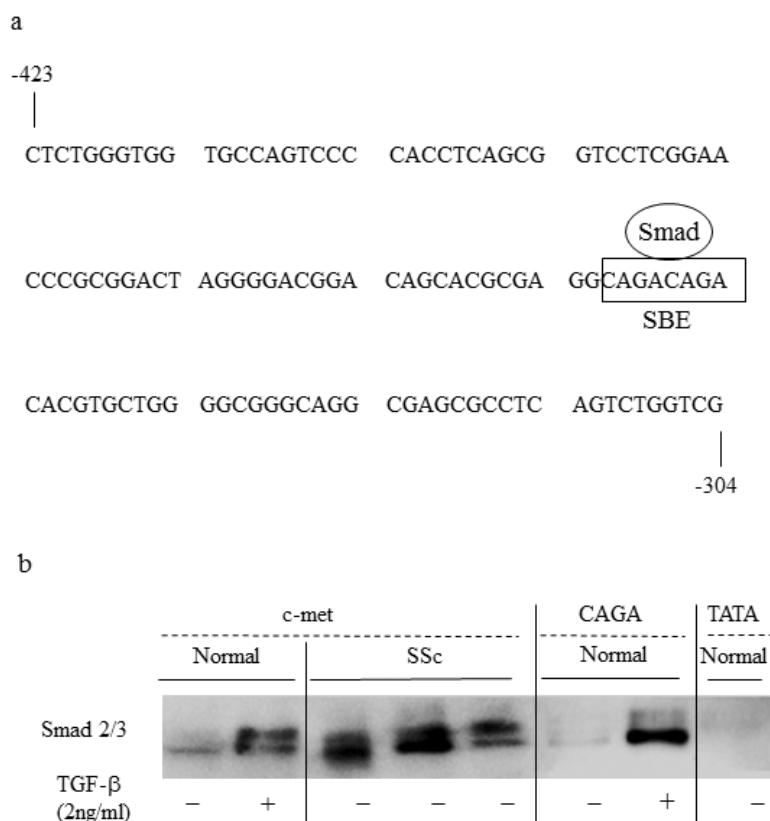 a
-423
CTCTGGGTGG TGCCAGTCCC CACCTCAGCG GTCCTCGGAA
Smad
CCCGCGGACT AGGGGACGGA CAGCACGCGA GGCAGACAGA
SBE
CACGTGCTGG GGCGGGCAGG CGAGCGCCTC AGTCTGGTCG
-304
b
c-met CAGA TATA
Normal SSc Normal Normal
Smad 2/3
TGF-β
(2ng/ml) – + – – – – + –